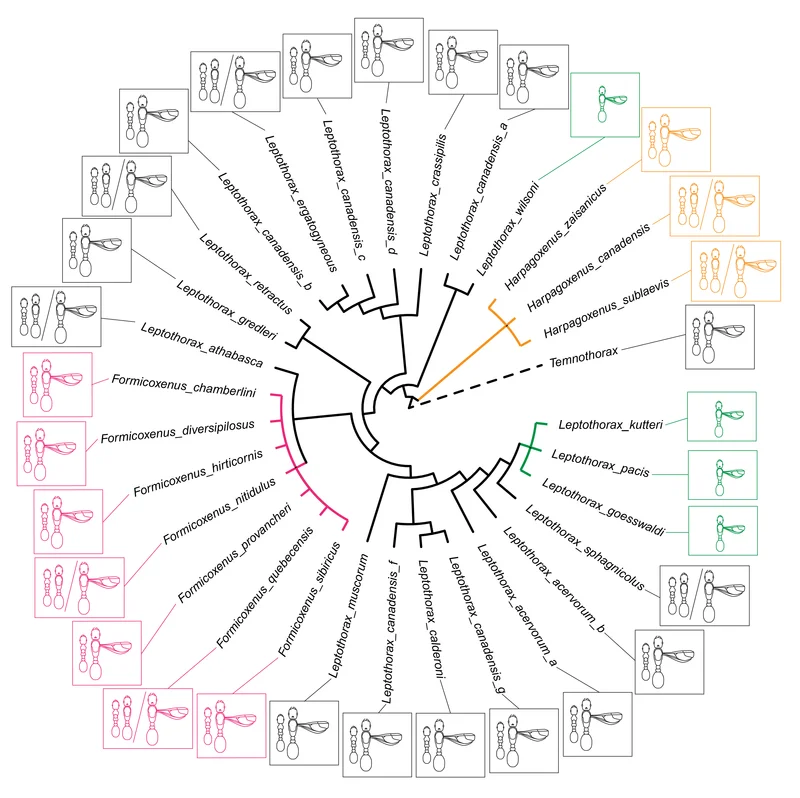 Leptothorax_canadensis_d
Leptothorax_crassipilis
Leptothorax_canadensis_a
Leptothorax_wilsoni
Harpagoxenus_zaisanicus
Harpagoxenus_canadensis
Harpagoxenus_sublaevis
Temnothorax
Leptothorax_kutteri
Leptothorax_pacis
Leptothorax_goesswaldi
Leptothorax_sphagnicolus
Leptothorax_acervorum_b
Leptothorax_acervorum_a
Leptothorax_canadensis_g
Leptothorax_calderoni
Leptothorax_canadensis_f
Leptothorax_muscorum
Formicoxenus_sibiricus
Formicoxenus_quebecensis
Formicoxenus_provancheri
Formicoxenus_nitidulus
Formicoxenus_hirticornis
Formicoxenus_diversipilosus
Formicoxenus_chamberlini
Leptothorax_athabasca
Leptothorax_gredleri
Leptothorax_retractus
Leptothorax_canadensis_b
Leptothorax_ergatogyneous
Leptothorax_canadensis_c